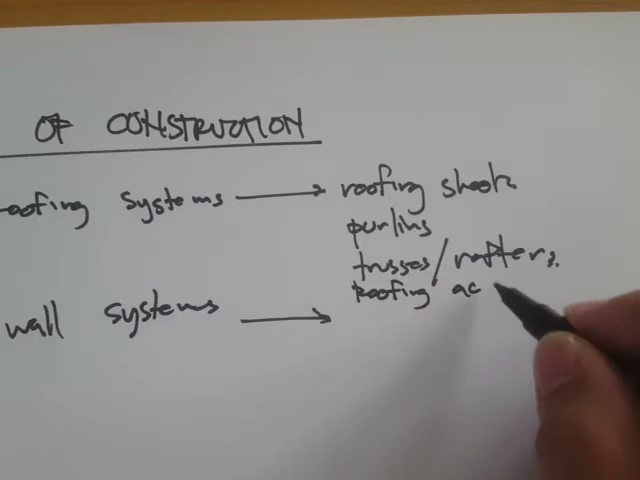 OF CONSTRUCTION
oofing systems → roofing sheets
purlins
trusses / rafters.
Roofing ac
wall systems →